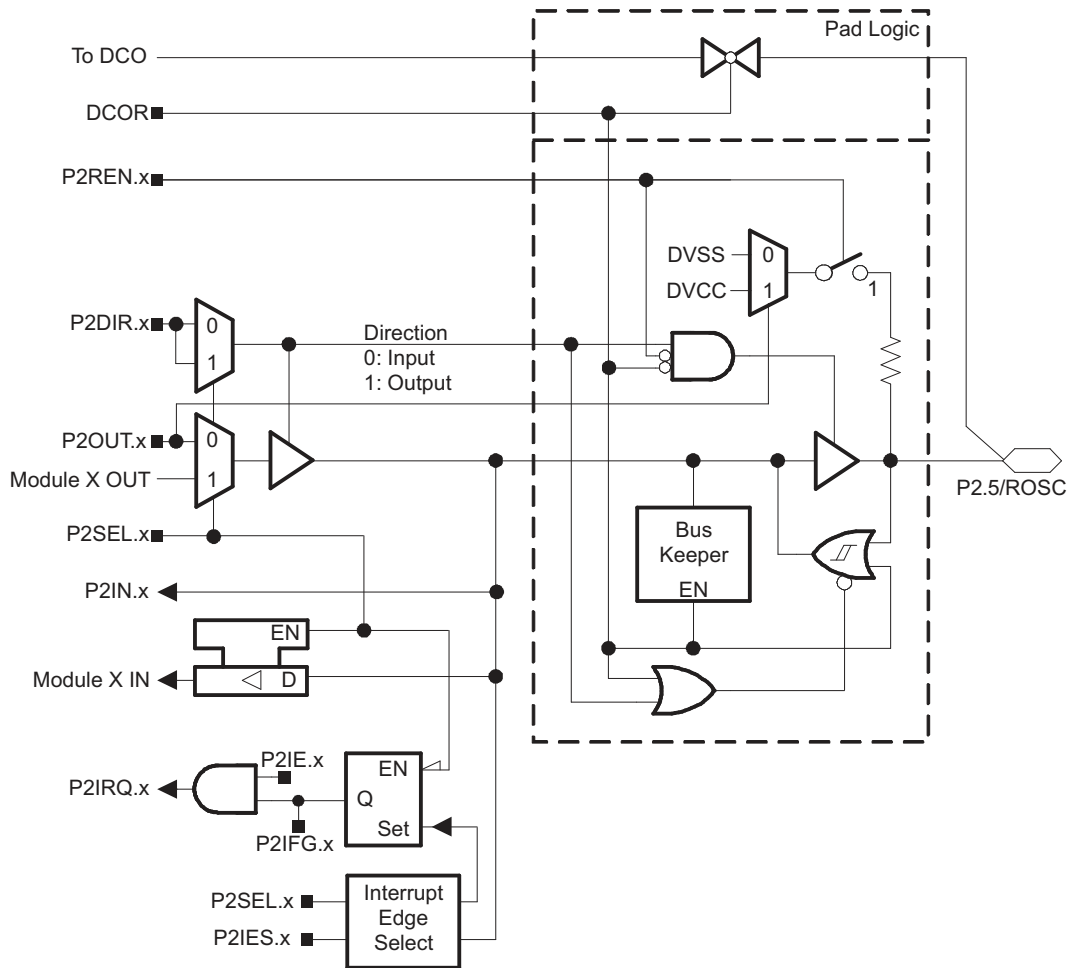 Pad Logic
To DCO
DCOR
P2REN.x
DVSS
0
DVCC
1
1
P2DIR.x
0
1
Direction
0: Input
1: Output
P2OUT.x
0
Module X OUT
1
P2.5/ROSC
P2SEL.x
Bus
Keeper
EN
P2IN.x
EN
Module X IN
D
P2IE.x
EN
P2IRQ.x
Q
P2IFG.x
Set
P2SEL.x
P2IES.x
Interrupt
Edge
Select